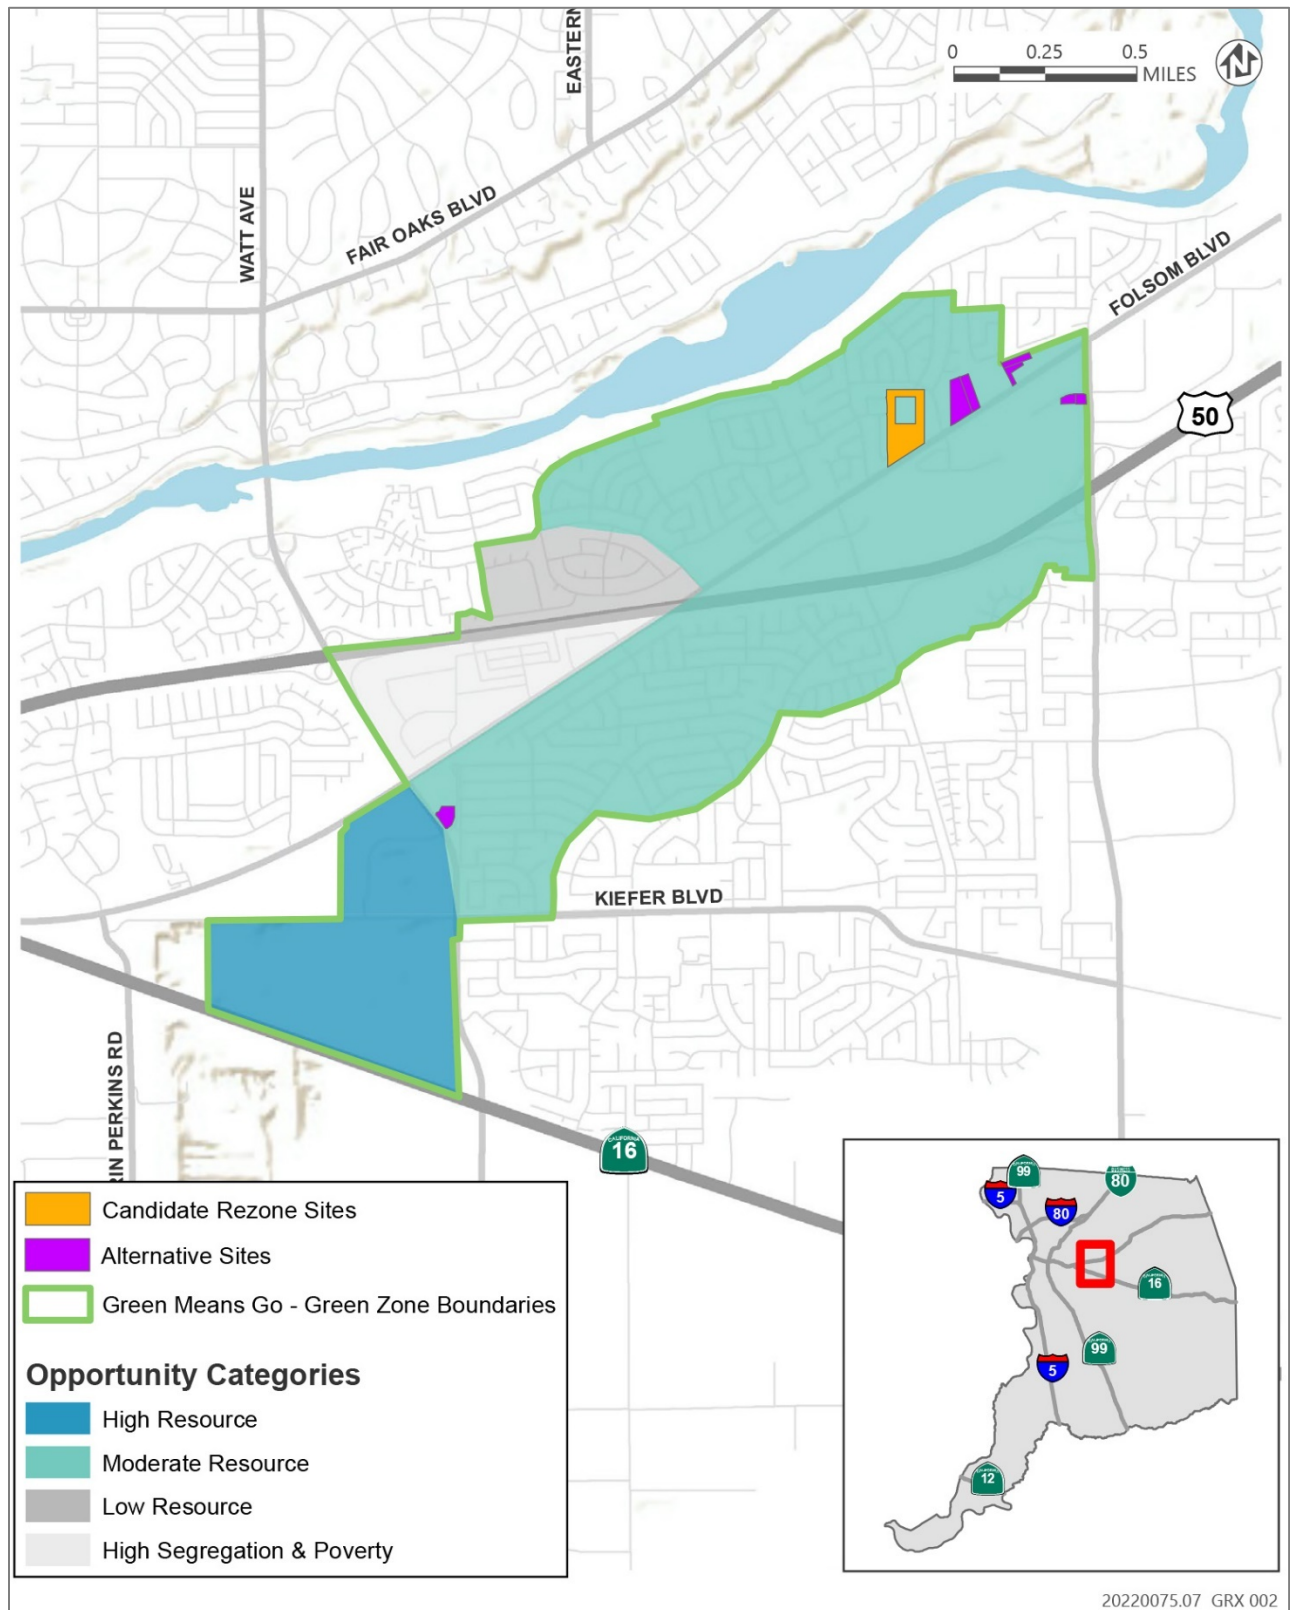 EASTERN
0 0.25 0.5
MILES
N
WATT AVE
FAIR OAKS BLVD
FOLSOM BLVD
50
KIEFER BLVD
RIN PERKINS RD
CALIFORNIA
16
Candidate Rezone Sites
Alternative Sites
Green Means Go - Green Zone Boundaries
Opportunity Categories
High Resource
Moderate Resource
Low Resource
High Segregation & Poverty
99
5
80
80
16
99
5
12
20220075.07 GRX 002